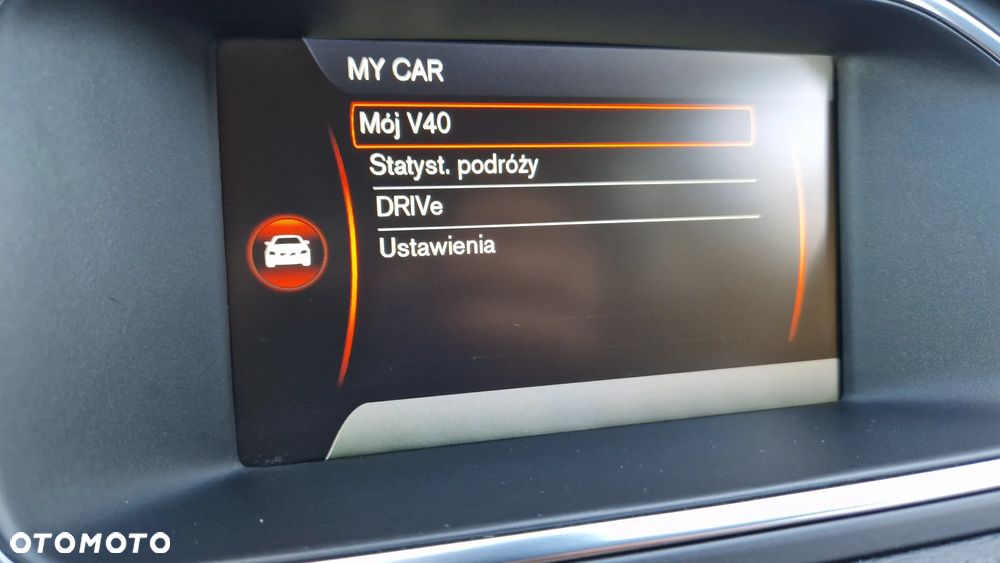 MY CAR
Mój V40
Statyst. podróży
DRIVe
Ustawienia
OTOMOTO